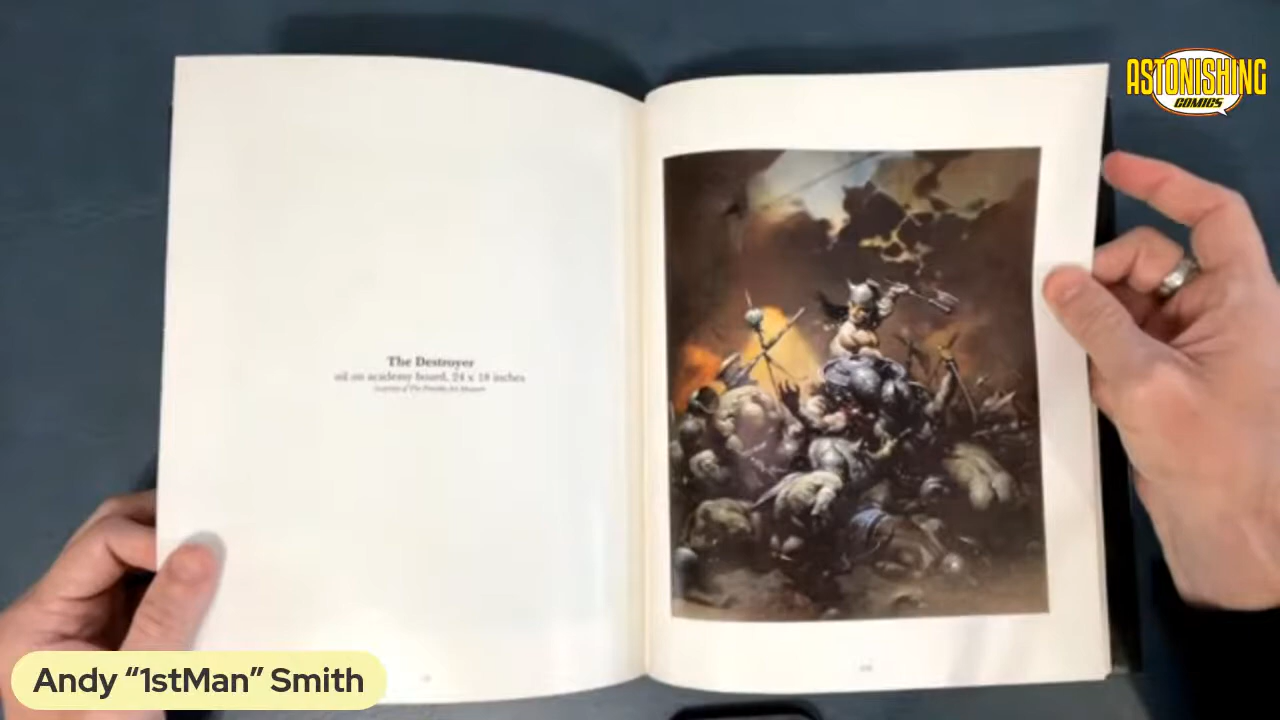 ASTONISHING
COMICS
The Destroyer
oil on academy board, 24 x 18 inches
Andy “1stMan” Smith